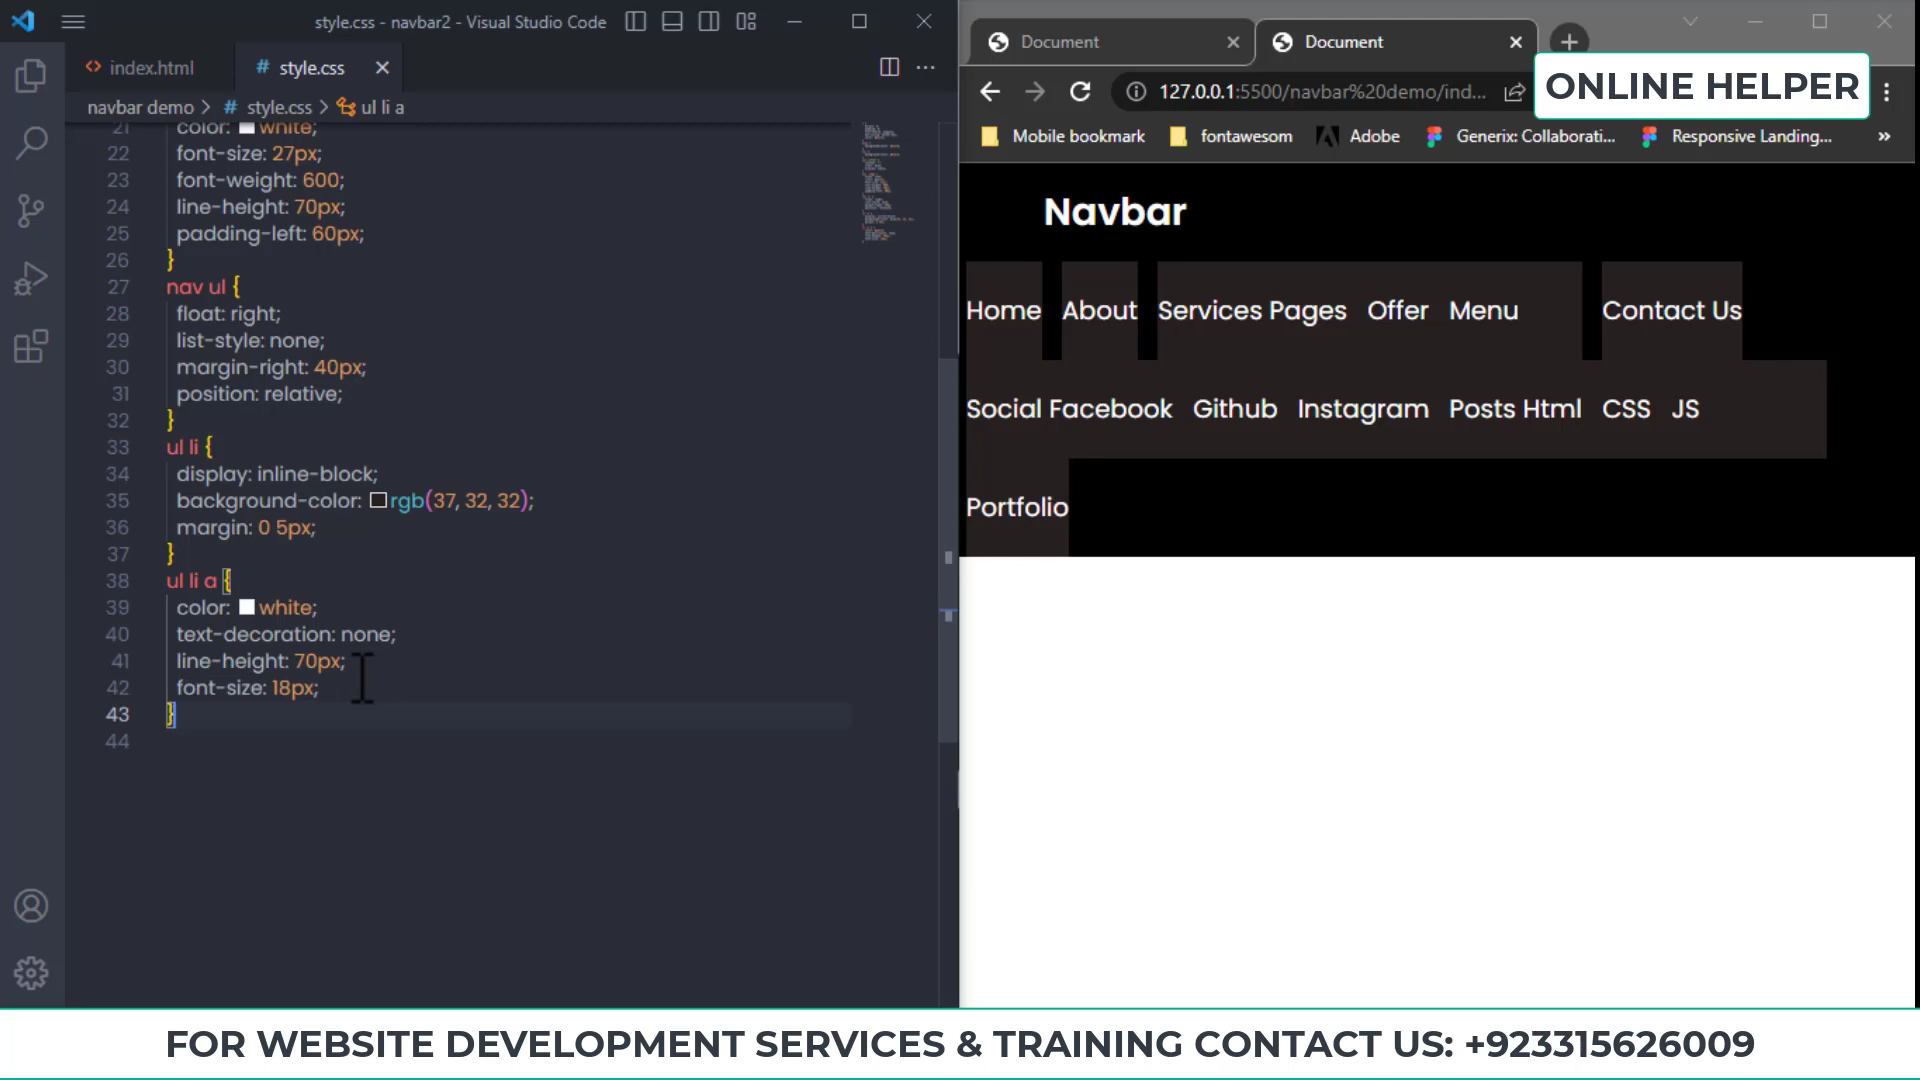 style.css - navbar2 - Visual Studio Code
index.html
# style.css
navbar demo > # style.css > ul li a
21 color: white;
22 font-size: 27px;
23 font-weight: 600;
24 line-height: 70px;
25 padding-left: 60px;
26 }
27 nav ul {
28 float: right;
29 list-style: none;
30 margin-right: 40px;
31 position: relative;
32 }
33 ul li {
34 display: inline-block;
35 background-color: rgb(37, 32, 32);
36 margin: 0 5px;
37 }
38 ul li a {
39 color: white;
40 text-decoration: none;
41 line-height: 70px;
42 font-size: 18px;
43 }
44
Document
Document
127.0.0.1:5500/navbar%20demo/ind...
ONLINE HELPER
Mobile bookmark fontawesom Adobe Generix: Collaborati... Responsive Landing... »
Navbar
Home About Services Pages Offer Menu Contact Us
Social Facebook Github Instagram Posts Html CSS JS
Portfolio
FOR WEBSITE DEVELOPMENT SERVICES & TRAINING CONTACT US: +923315626009